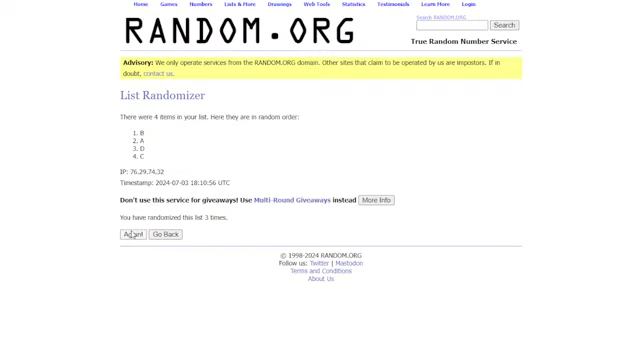 Home Games Numbers Lists & More Drawings Web Tools Statistics Testimonials Learn More Login
RANDOM.ORG
Search RANDOM.ORG
Search
True Random Number Service
Advisory: We only operate services from the RANDOM.ORG domain. Other sites that claim to be operated by us are impostors. If in
doubt, contact us.
List Randomizer
There were 4 items in your list. Here they are in random order:
1. B
2. A
3. D
4. C
IP: 76.29.74.32
Timestamp: 2024-07-03 18:10:56 UTC
Don't use this service for giveaways! Use Multi-Round Giveaways instead More Info
You have randomized this list 3 times.
Again! Go Back
© 1998-2024 RANDOM.ORG
Follow us: Twitter | Mastodon
Terms and Conditions
About Us